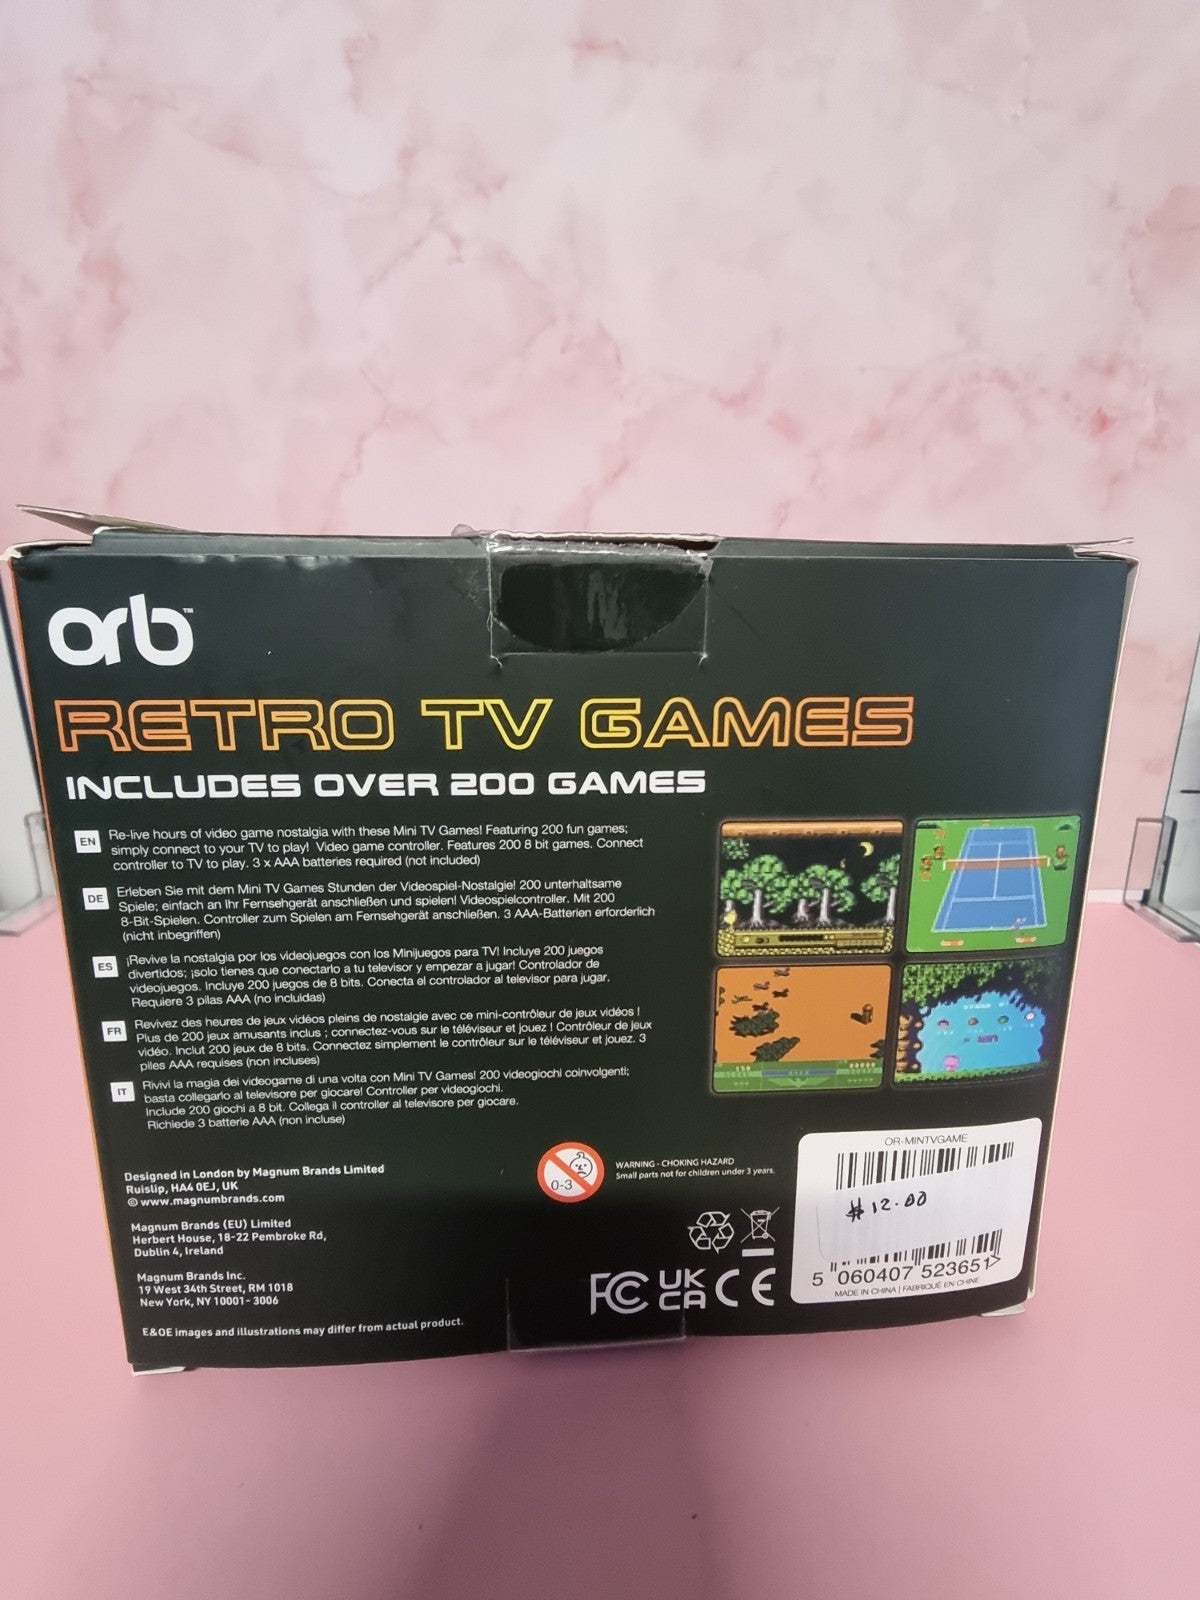 orb™
RETRO TV GAMES
INCLUDES OVER 200 GAMES
EN
Re-live hours of video game nostalgia with these Mini TV Games! Featuring 200 fun games;
simply connect to your TV to play! Video game controller. Features 200 8 bit games. Connect
controller to TV to play. 3 x AAA batteries required (not included)
DE
Erleben Sie mit dem Mini TV Games Stunden der Videospiel-Nostalgie! 200 unterhaltsame
Spiele; einfach an Ihr Fernsehgerät anschließen und spielen! Videospielcontroller. Mit 200
8-Bit-Spielen. Controller zum Spielen am Fernsehgerät anschließen. 3 AAA-Batterien erforderlich
(nicht inbegriffen)
ES
¡Revive la nostalgia por los videojuegos con los Minijuegos para TV! Incluye 200 juegos
divertidos; ¡solo tienes que conectarlo a tu televisor y empezar a jugar! Controlador de
videojuegos. Incluye 200 juegos de 8 bits. Conecta el controlador al televisor para jugar.
Requiere 3 pilas AAA (no incluidas)
FR
Revivez des heures de jeux vidéos pleins de nostalgie avec ce mini-contrôleur de jeux vidéos !
Plus de 200 jeux amusants inclus ; connectez-vous sur le téléviseur et jouez ! Contrôleur de jeux
vidéo. Inclut 200 jeux de 8 bits. Connectez simplement le contrôleur sur le téléviseur et jouez. 3
piles AAA requises (non incluses)
IT
Rivivi la magia dei videogame di una volta con Mini TV Games! 200 videogiochi coinvolgenti;
basta collegarlo al televisore per giocare! Controller per videogiochi.
Include 200 giochi a 8 bit. Collega il controller al televisore per giocare.
Richiede 3 batterie AAA (non incluse)
Designed in London by Magnum Brands Limited
Ruislip, HA4 0EJ, UK
© www.magnumbrands.com
Magnum Brands (EU) Limited
Herbert House, 18-22 Pembroke Rd,
Dublin 4, Ireland
Magnum Brands Inc.
19 West 34th Street, RM 1018
New York, NY 10001 - 3006
E&OE images and illustrations may differ from actual product.
0-3
WARNING - CHOKING HAZARD
Small parts not for children under 3 years.
FC UK CA CE
OR-MINTVGAME
$12.00
5 060407 523651>
MADE IN CHINA | FABRIQUÉ EN CHINE